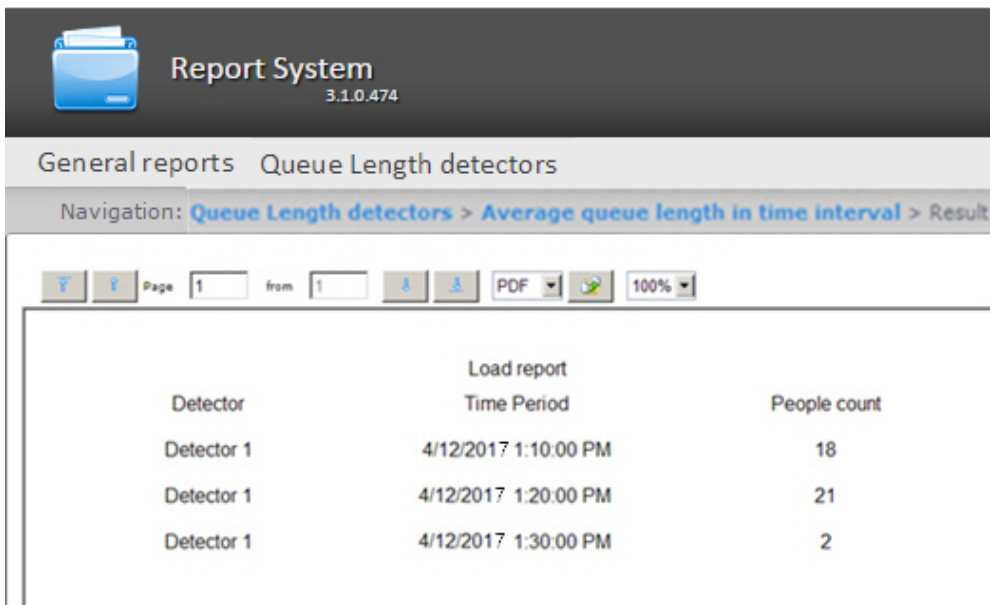 Report System
3.1.0.474
General reports Queue Length detectors
Navigation: Queue Length detectors > Average queue length in time interval > Result
Page 1 from 1 PDF 100%
Load report
Detector Time Period People count
Detector 1 4/12/2017 1:10:00 PM 18
Detector 1 4/12/2017 1:20:00 PM 21
Detector 1 4/12/2017 1:30:00 PM 2